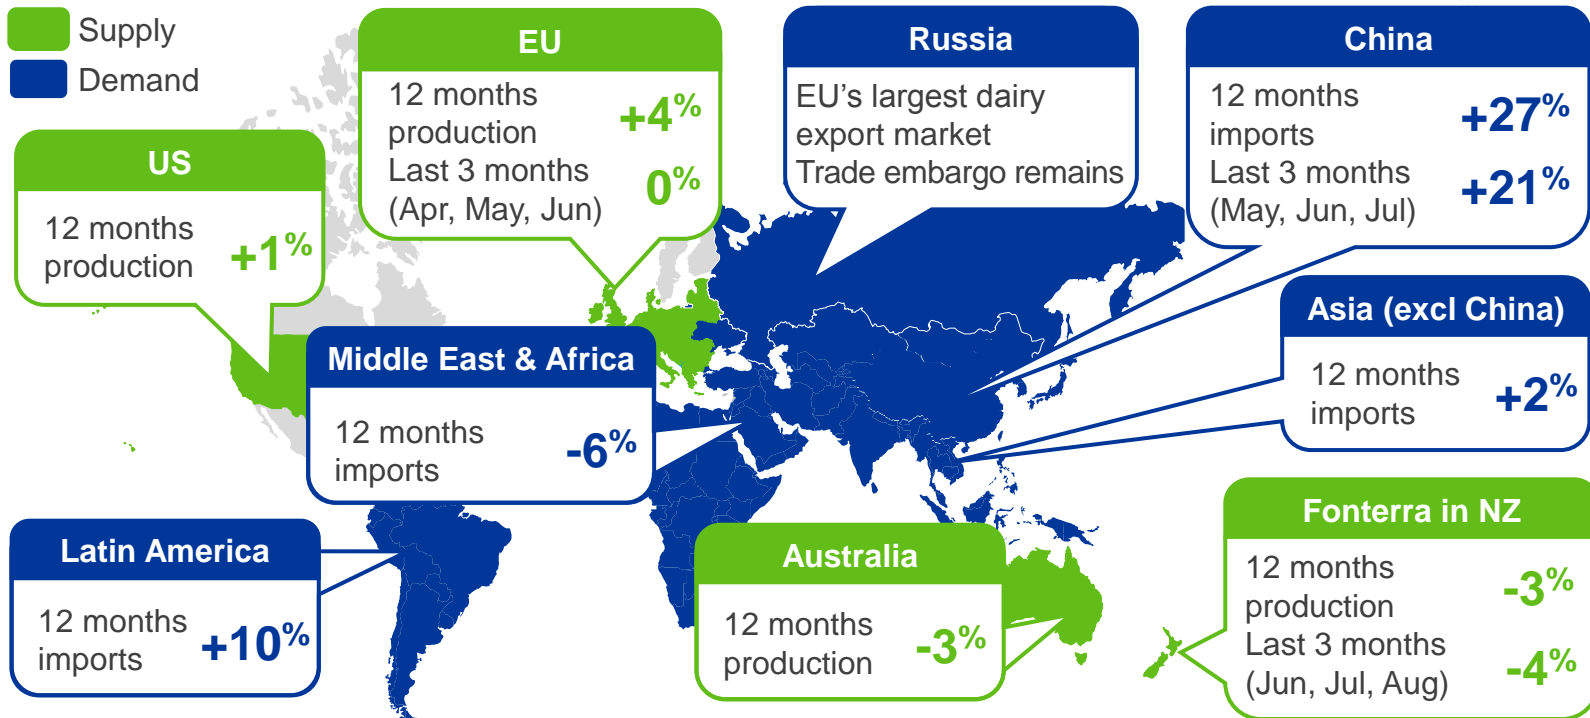 Supply
Demand
EU
12 months
production
+4%
Last 3 months
(Apr, May, Jun)
0%
Russia
EU's largest dairy
export market
Trade embargo remains
China
12 months
imports
+27%
Last 3 months
(May, Jun, Jul)
+21%
US
12 months
production
+1%
Middle East & Africa
12 months
imports
-6%
Asia (excl China)
12 months
imports
+2%
Latin America
12 months
imports
+10%
Australia
12 months
production
-3%
Fonterra in NZ
12 months
production
-3%
Last 3 months
(Jun, Jul, Aug)
-4%